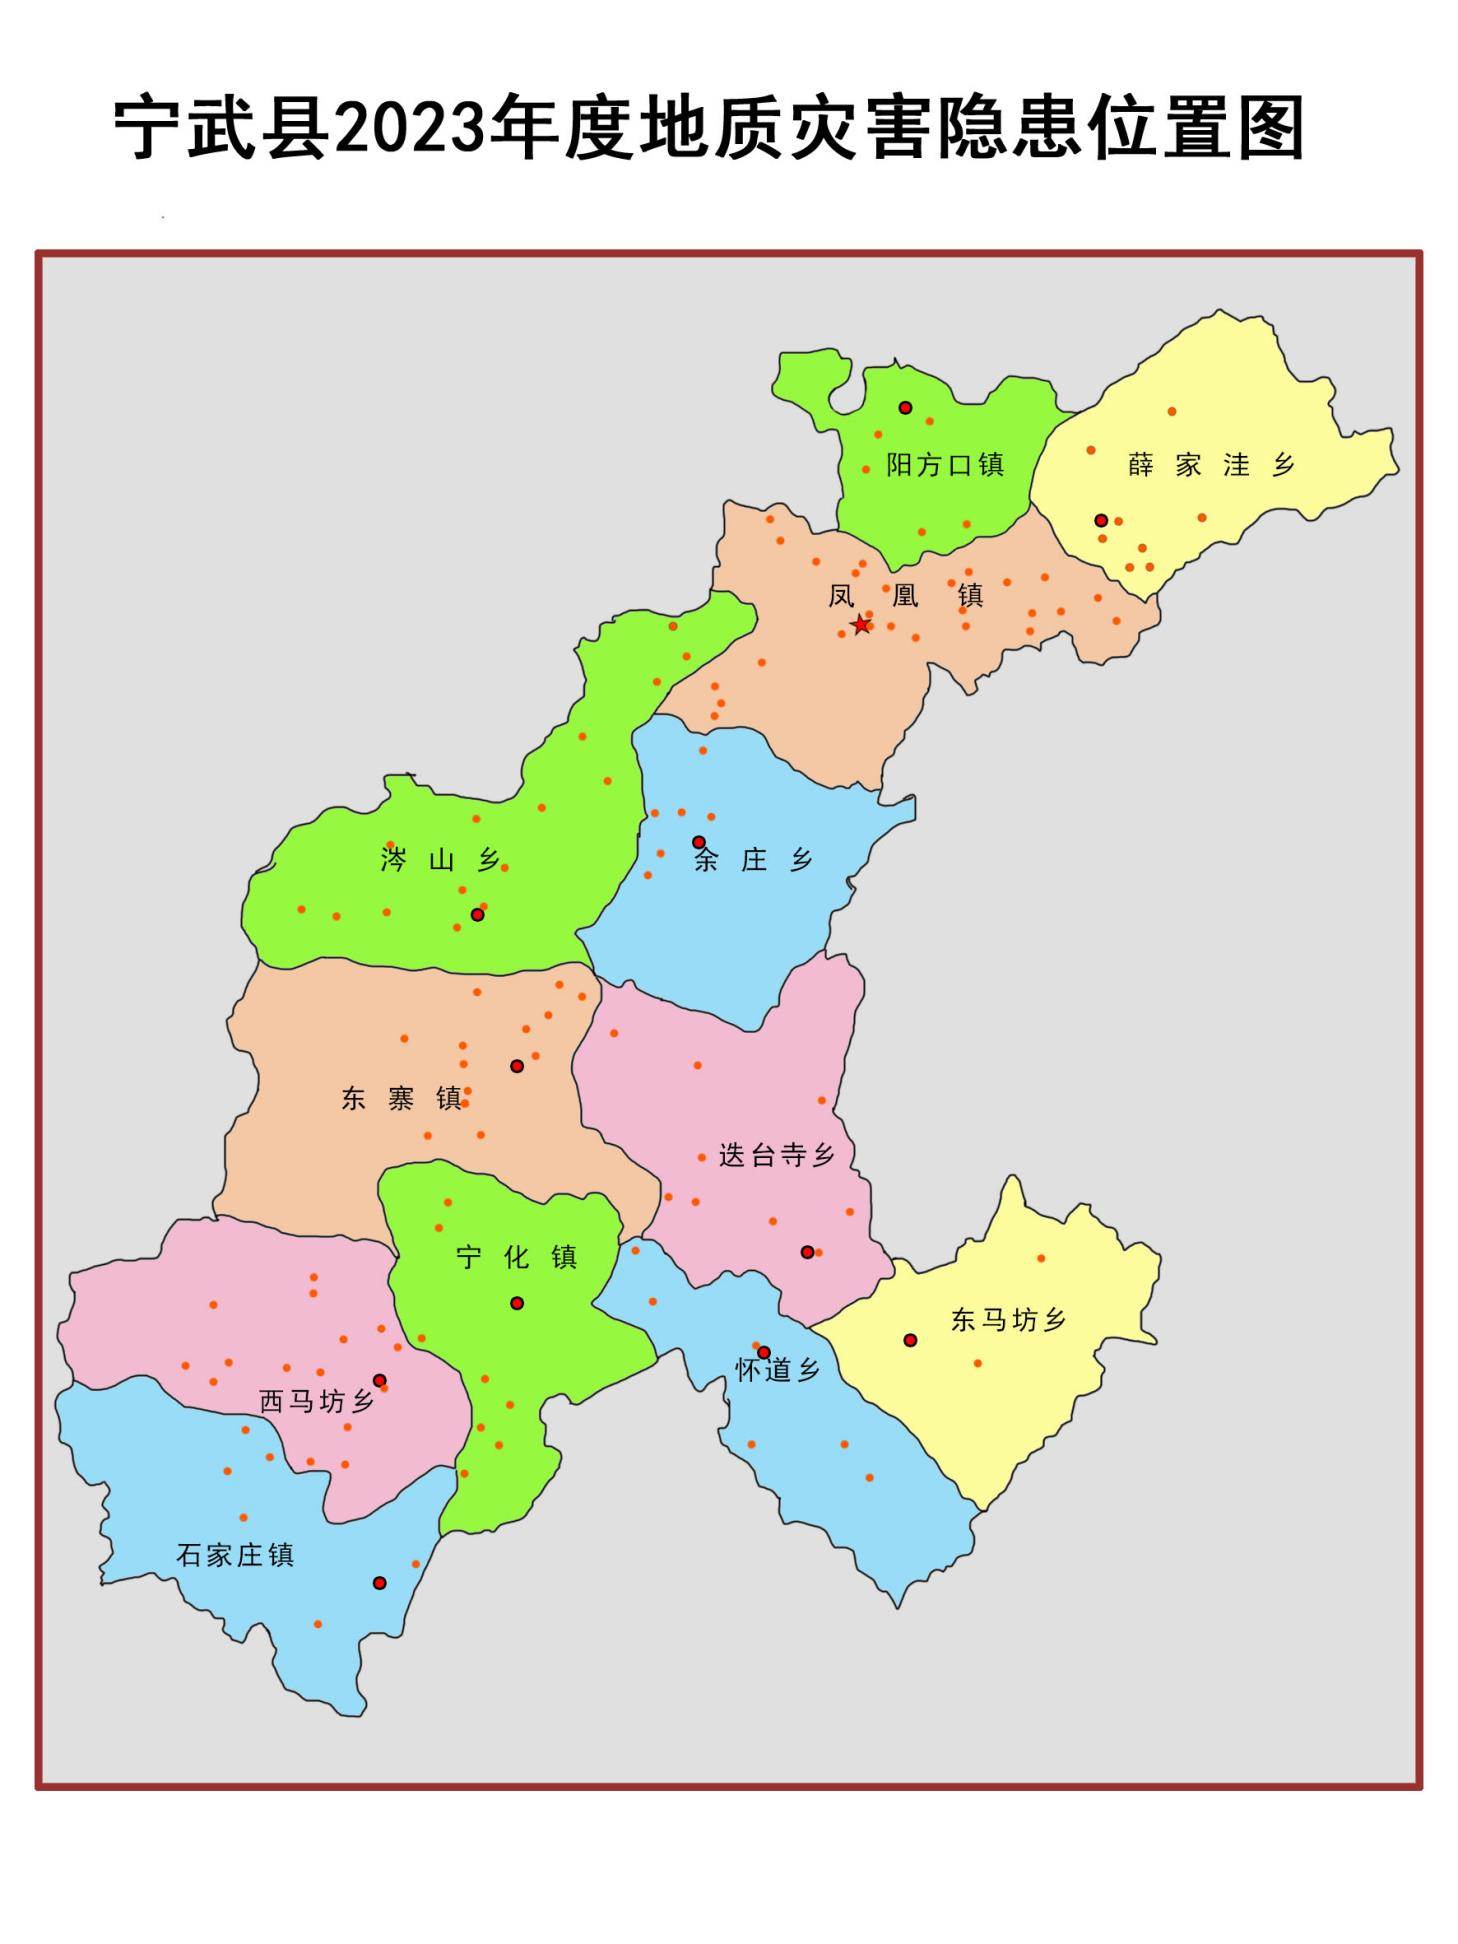 宁武县2023年度地质灾害隐患位置图
阳方口镇
薛家洼乡
凤凰镇
涔山乡
余庄乡
东寨镇
迭台寺乡
宁化镇
东马坊乡
怀道乡
西马坊乡
石家庄镇